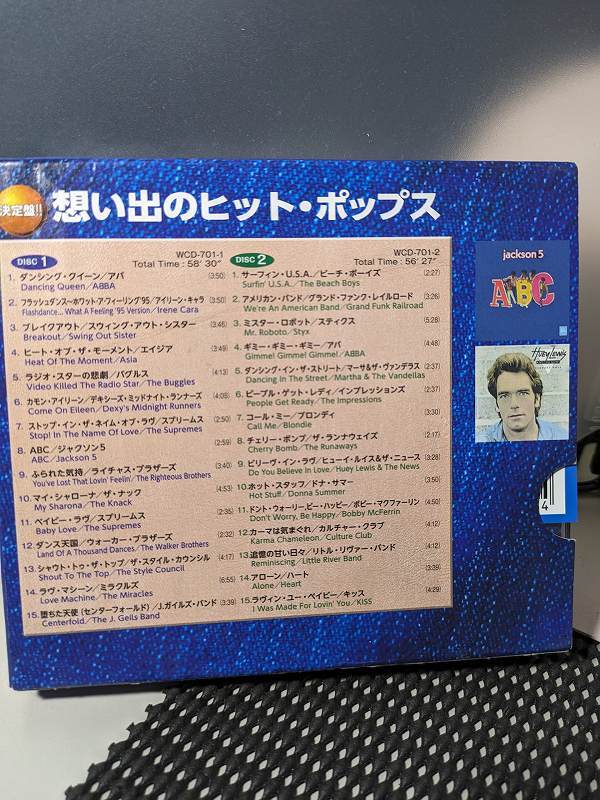 決定盤!!
想い出のヒット・ポップス
DISC 1
WCD-701-1
Total Time : 58' 30"
1. ダンシング・クイーン／アバ (3:50)
Dancing Queen／ABBA
2. フラッシュダンス〜ホワット・ア・フィーリング'95／アイリーン・キャラ (3:50)
Flashdance... What A Feeling '95 Version／Irene Cara
3. ブレイクアウト／スウィング・アウト・シスター (3:48)
Breakout／Swing Out Sister
4. ヒート・オブ・ザ・モーメント／エイジア (3:49)
Heat Of The Moment／Asia
5. ラジオ・スターの悲劇／バグルス (4:13)
Video Killed The Radio Star／The Buggles
6. カモン・アイリーン／デキシーズ・ミッドナイト・ランナーズ (4:08)
Come On Eileen／Dexy's Midnight Runners
7. ストップ・イン・ザ・ネイム・オブ・ラヴ／スプリームス (2:50)
Stop! In The Name Of Love／The Supremes
8. ABC／ジャクソン5 (2:59)
ABC／Jackson 5
9. ふられた気持／ライチャス・ブラザーズ (3:40)
You've Lost That Lovin' Feelin'／The Righteous Brothers
10. マイ・シャローナ／ザ・ナック
My Sharona／The Knack
11. ベイビー・ラヴ／スプリームス (2:35)
Baby Love／The Supremes
12. ダンス天国／ウォーカー・ブラザーズ (2:32)
Land Of A Thousand Dances／The Walker Brothers
13. シャウト・トゥ・ザ・トップ／ザ・スタイル・カウンシル (4:17)
Shout To The Top／The Style Council
14. ラヴ・マシーン／ミラクルズ (6:55)
Love Machine／The Miracles
15. 堕ちた天使 (センターフォールド)／J.ガイルズ・バンド (3:39)
Centerfold／The J. Geils Band
DISC 2
WCD-701-2
Total Time : 56' 27"
1. サーフィン・U.S.A.／ビーチ・ボーイズ (2:27)
Surfin' U.S.A.／The Beach Boys
2. アメリカン・バンド／グランド・ファンク・レイルロード (3:26)
We're An American Band／Grand Funk Railroad
3. ミスター・ロボット／スティクス (5:28)
Mr. Roboto／Styx
4. ギミー・ギミー・ギミー／アバ (4:48)
Gimme! Gimme! Gimme!／ABBA
5. ダンシング・イン・ザ・ストリート／マーサ&ザ・ヴァンデラス
Dancing In The Street／Martha & The Vandellas
6. ピープル・ゲット・レディ／インプレッションズ
People Get Ready／The Impressions
7. コール・ミー／ブロンディ (3:30)
Call Me／Blondie
8. チェリー・ボンブ／ザ・ランナウェイズ (2:17)
Cherry Bomb／The Runaways
9. ビリーヴ・イン・ラヴ／ヒューイ・ルイス&ザ・ニュース (3:28)
Do You Believe In Love／Huey Lewis & The News
10. ホット・スタッフ／ドナ・サマー
Hot Stuff／Donna Summer
11. ドント・ウォーリー、ビー・ハッピー／ボビー・マクファーリン (4:50)
Don't Worry, Be Happy／Bobby McFerrin
12. カーマは気まぐれ／カルチャー・クラブ (4:12)
Karma Chameleon／Culture Club
13. 追憶の甘い日々／リトル・リヴァー・バンド (4:12)
Reminiscing／Little River Band
14. アローン／ハート
Alone／Heart
15. ラヴィン・ユー・ベイビー／キッス (4:29)
I Was Made For Lovin' You／KISS
jackson 5
ABC
Huey Lewis
4